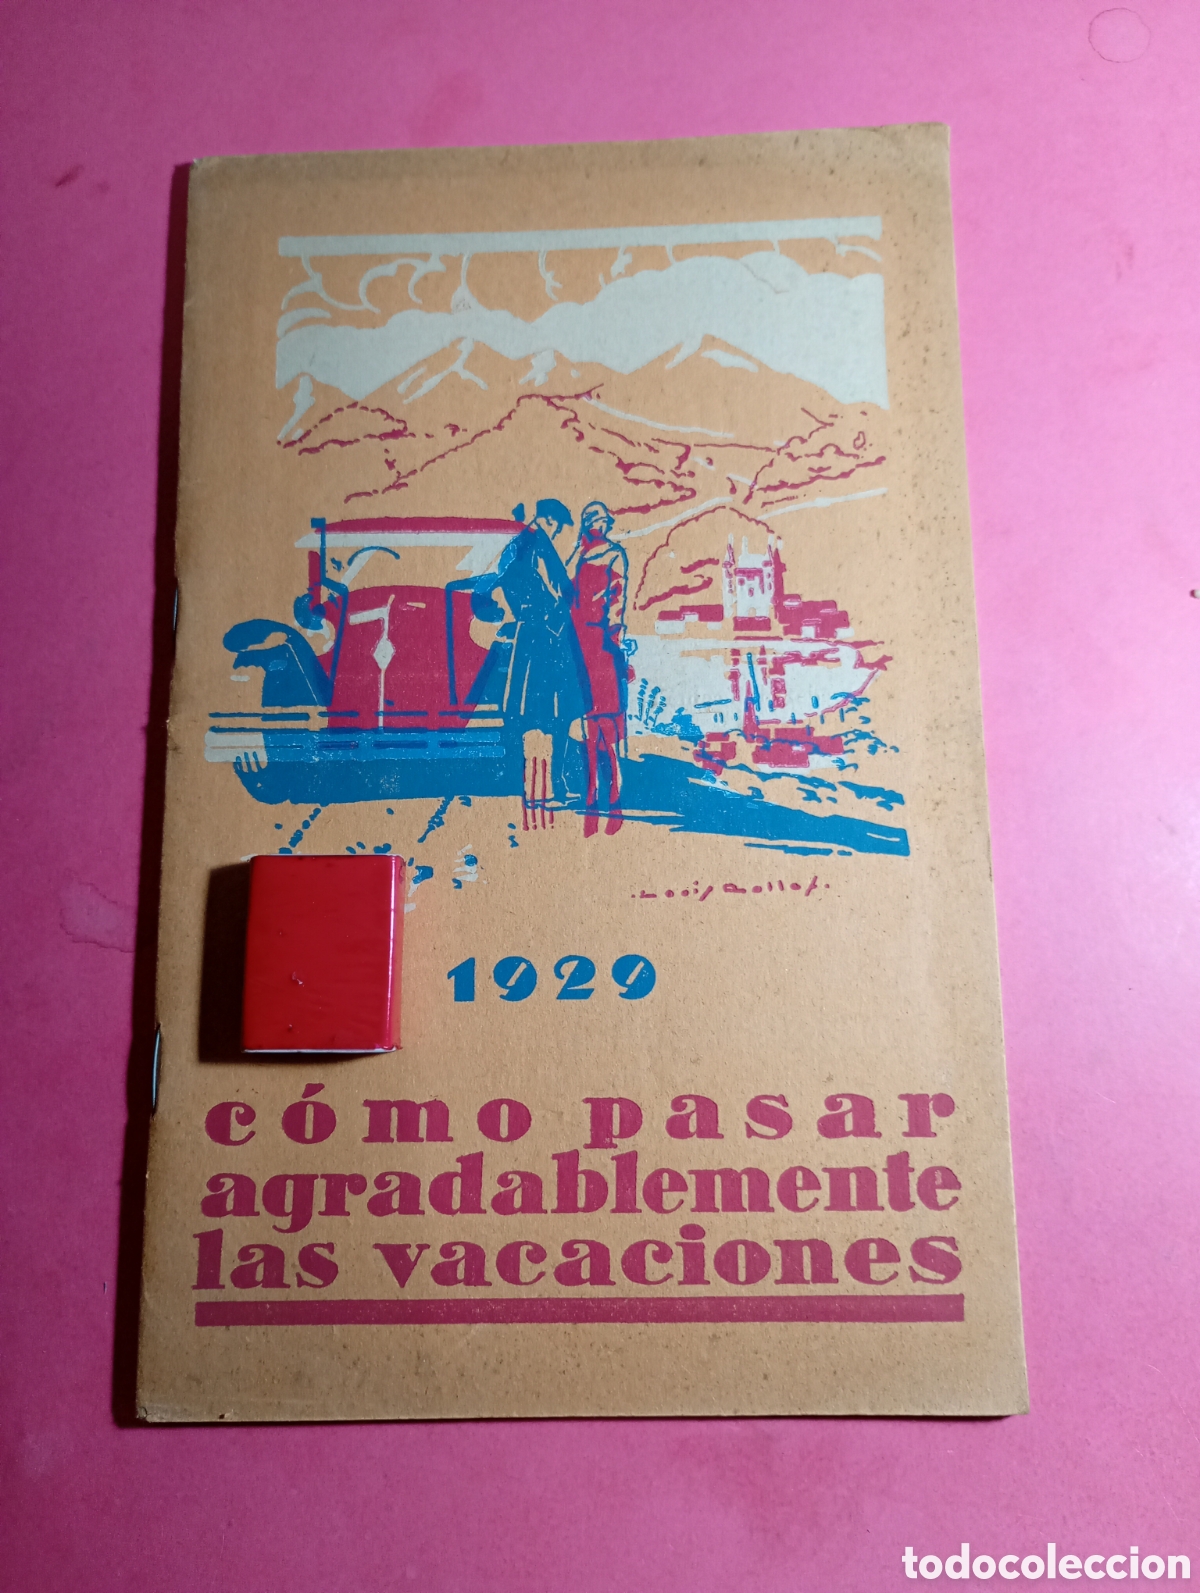 1929
cómo pasar
agradablemente
las vacaciones
todocoleccion